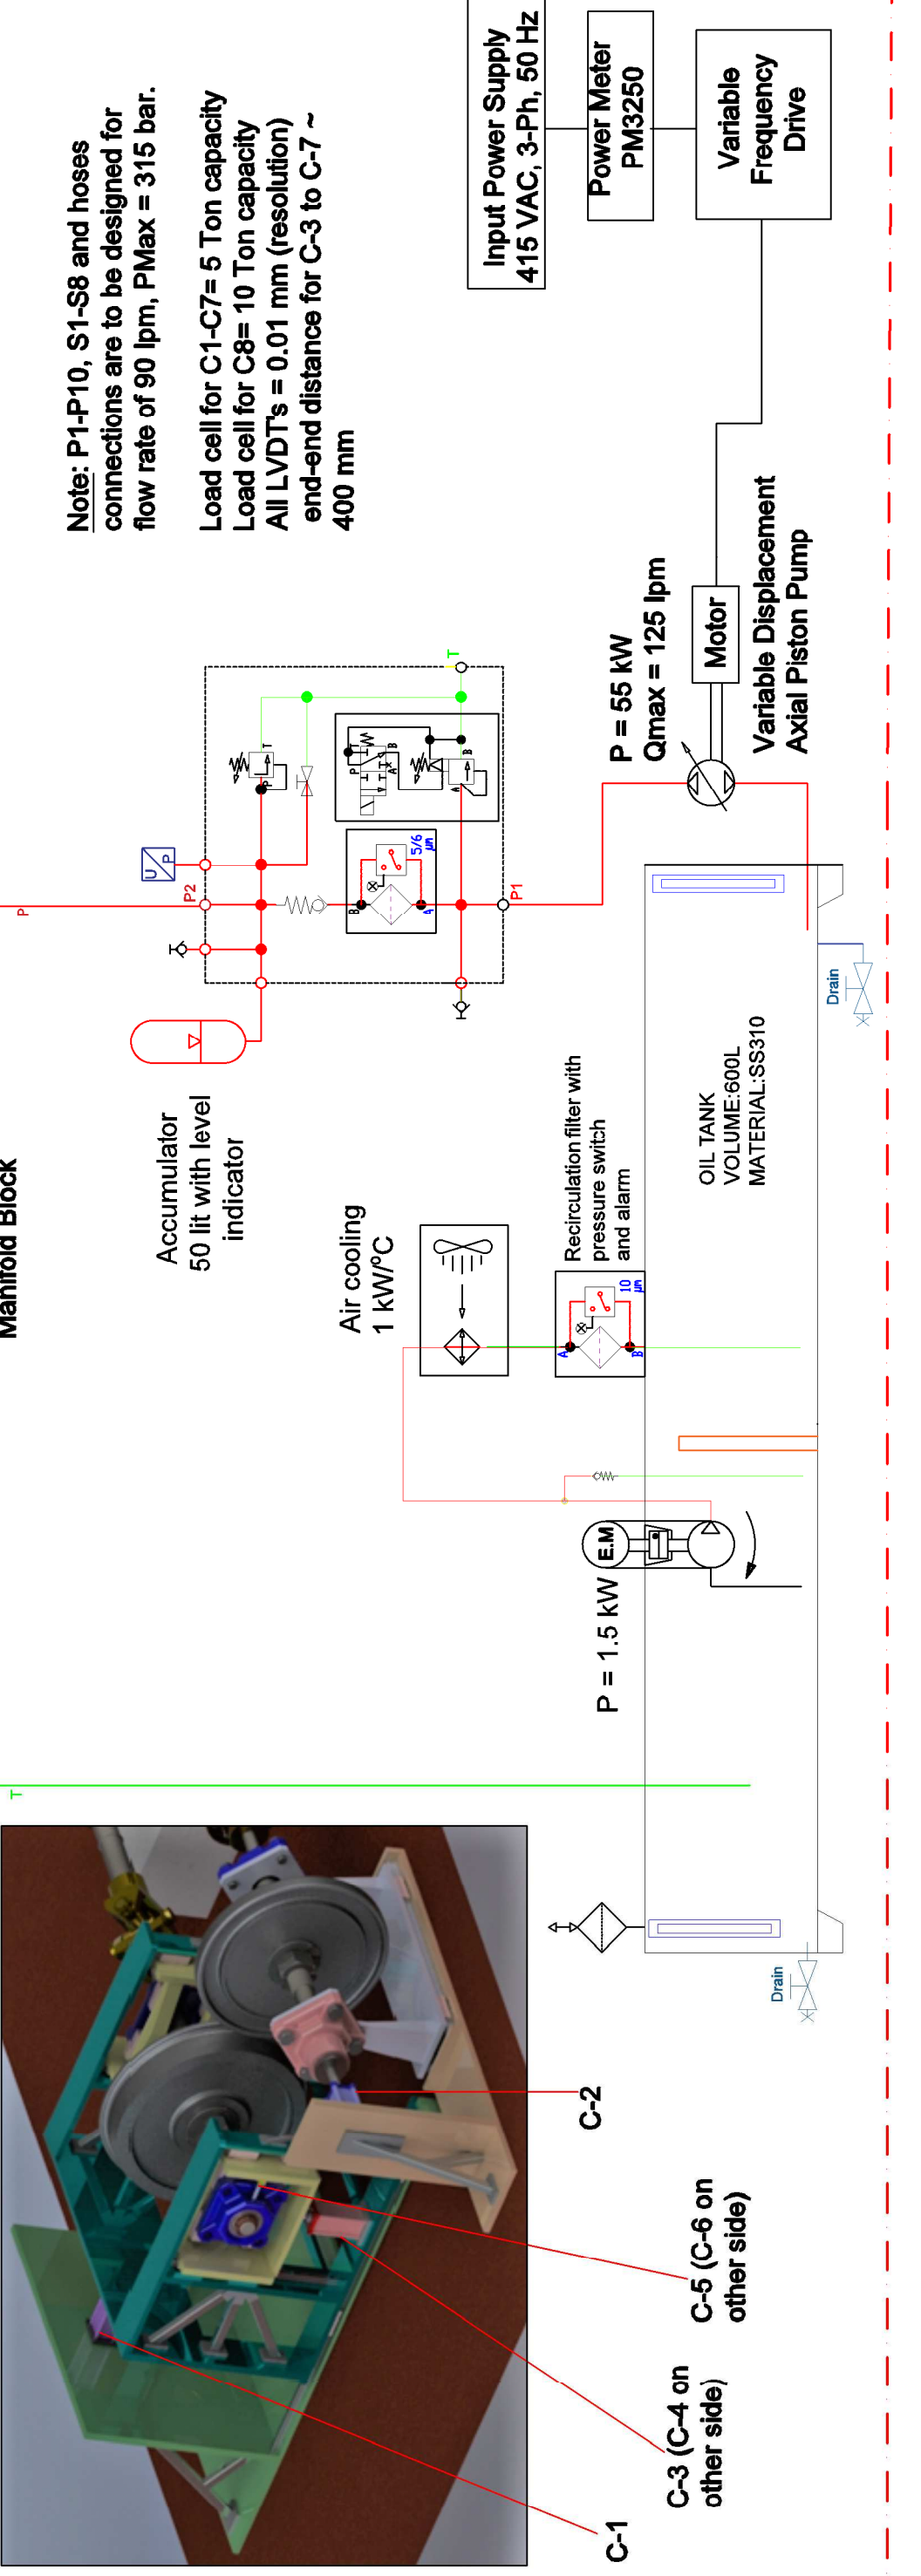 Manifold Block
T
P
Note: P1-P10, S1-S8 and hoses
connections are to be designed for
flow rate of 90 lpm, PMax = 315 bar.
Load cell for C1-C7= 5 Ton capacity
Load cell for C8= 10 Ton capacity
All LVDT's = 0.01 mm (resolution)
end-end distance for C-3 to C-7 ~
400 mm
Accumulator
50 lit with level
indicator
U
P
P2
P
T
T
B
A
5/6
µm
P
T
A
B
X
A
B
P1
Air cooling
1 kW/ºC
Recirculation filter with
pressure switch
and alarm
A
B
10
µm
P = 1.5 kW
E.M
P = 55 kW
Qmax = 125 lpm
Motor
Variable Displacement
Axial Piston Pump
Input Power Supply
415 VAC, 3-Ph, 50 Hz
Power Meter
PM3250
Variable
Frequency
Drive
OIL TANK
VOLUME:600L
MATERIAL:SS310
Drain
Drain
C-1
C-3 (C-4 on
other side)
C-5 (C-6 on
other side)
C-2